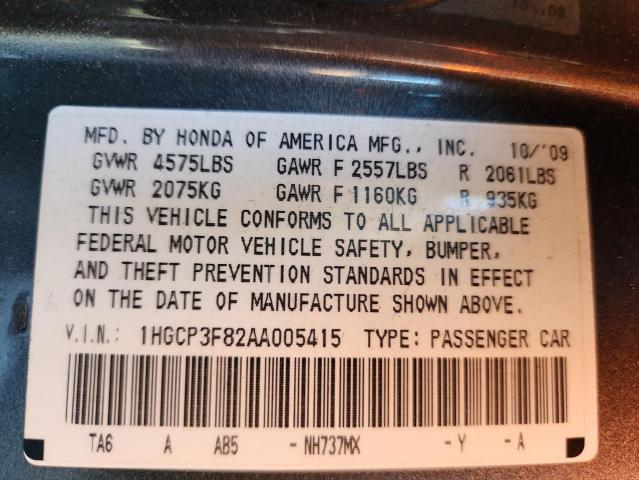 MFD. BY HONDA OF AMERICA MFG., INC. 10/'09
GVWR 4575LBS GAWR F 2557LBS R 2061LBS
GVWR 2075KG GAWR F 1160KG R 935KG
THIS VEHICLE CONFORMS TO ALL APPLICABLE
FEDERAL MOTOR VEHICLE SAFETY, BUMPER,
AND THEFT PREVENTION STANDARDS IN EFFECT
ON THE DATE OF MANUFACTURE SHOWN ABOVE.
V.I.N.: 1HGCP3F82AA005415 TYPE: PASSENGER CAR
TA6 A AB5 - NH737MX - Y - A